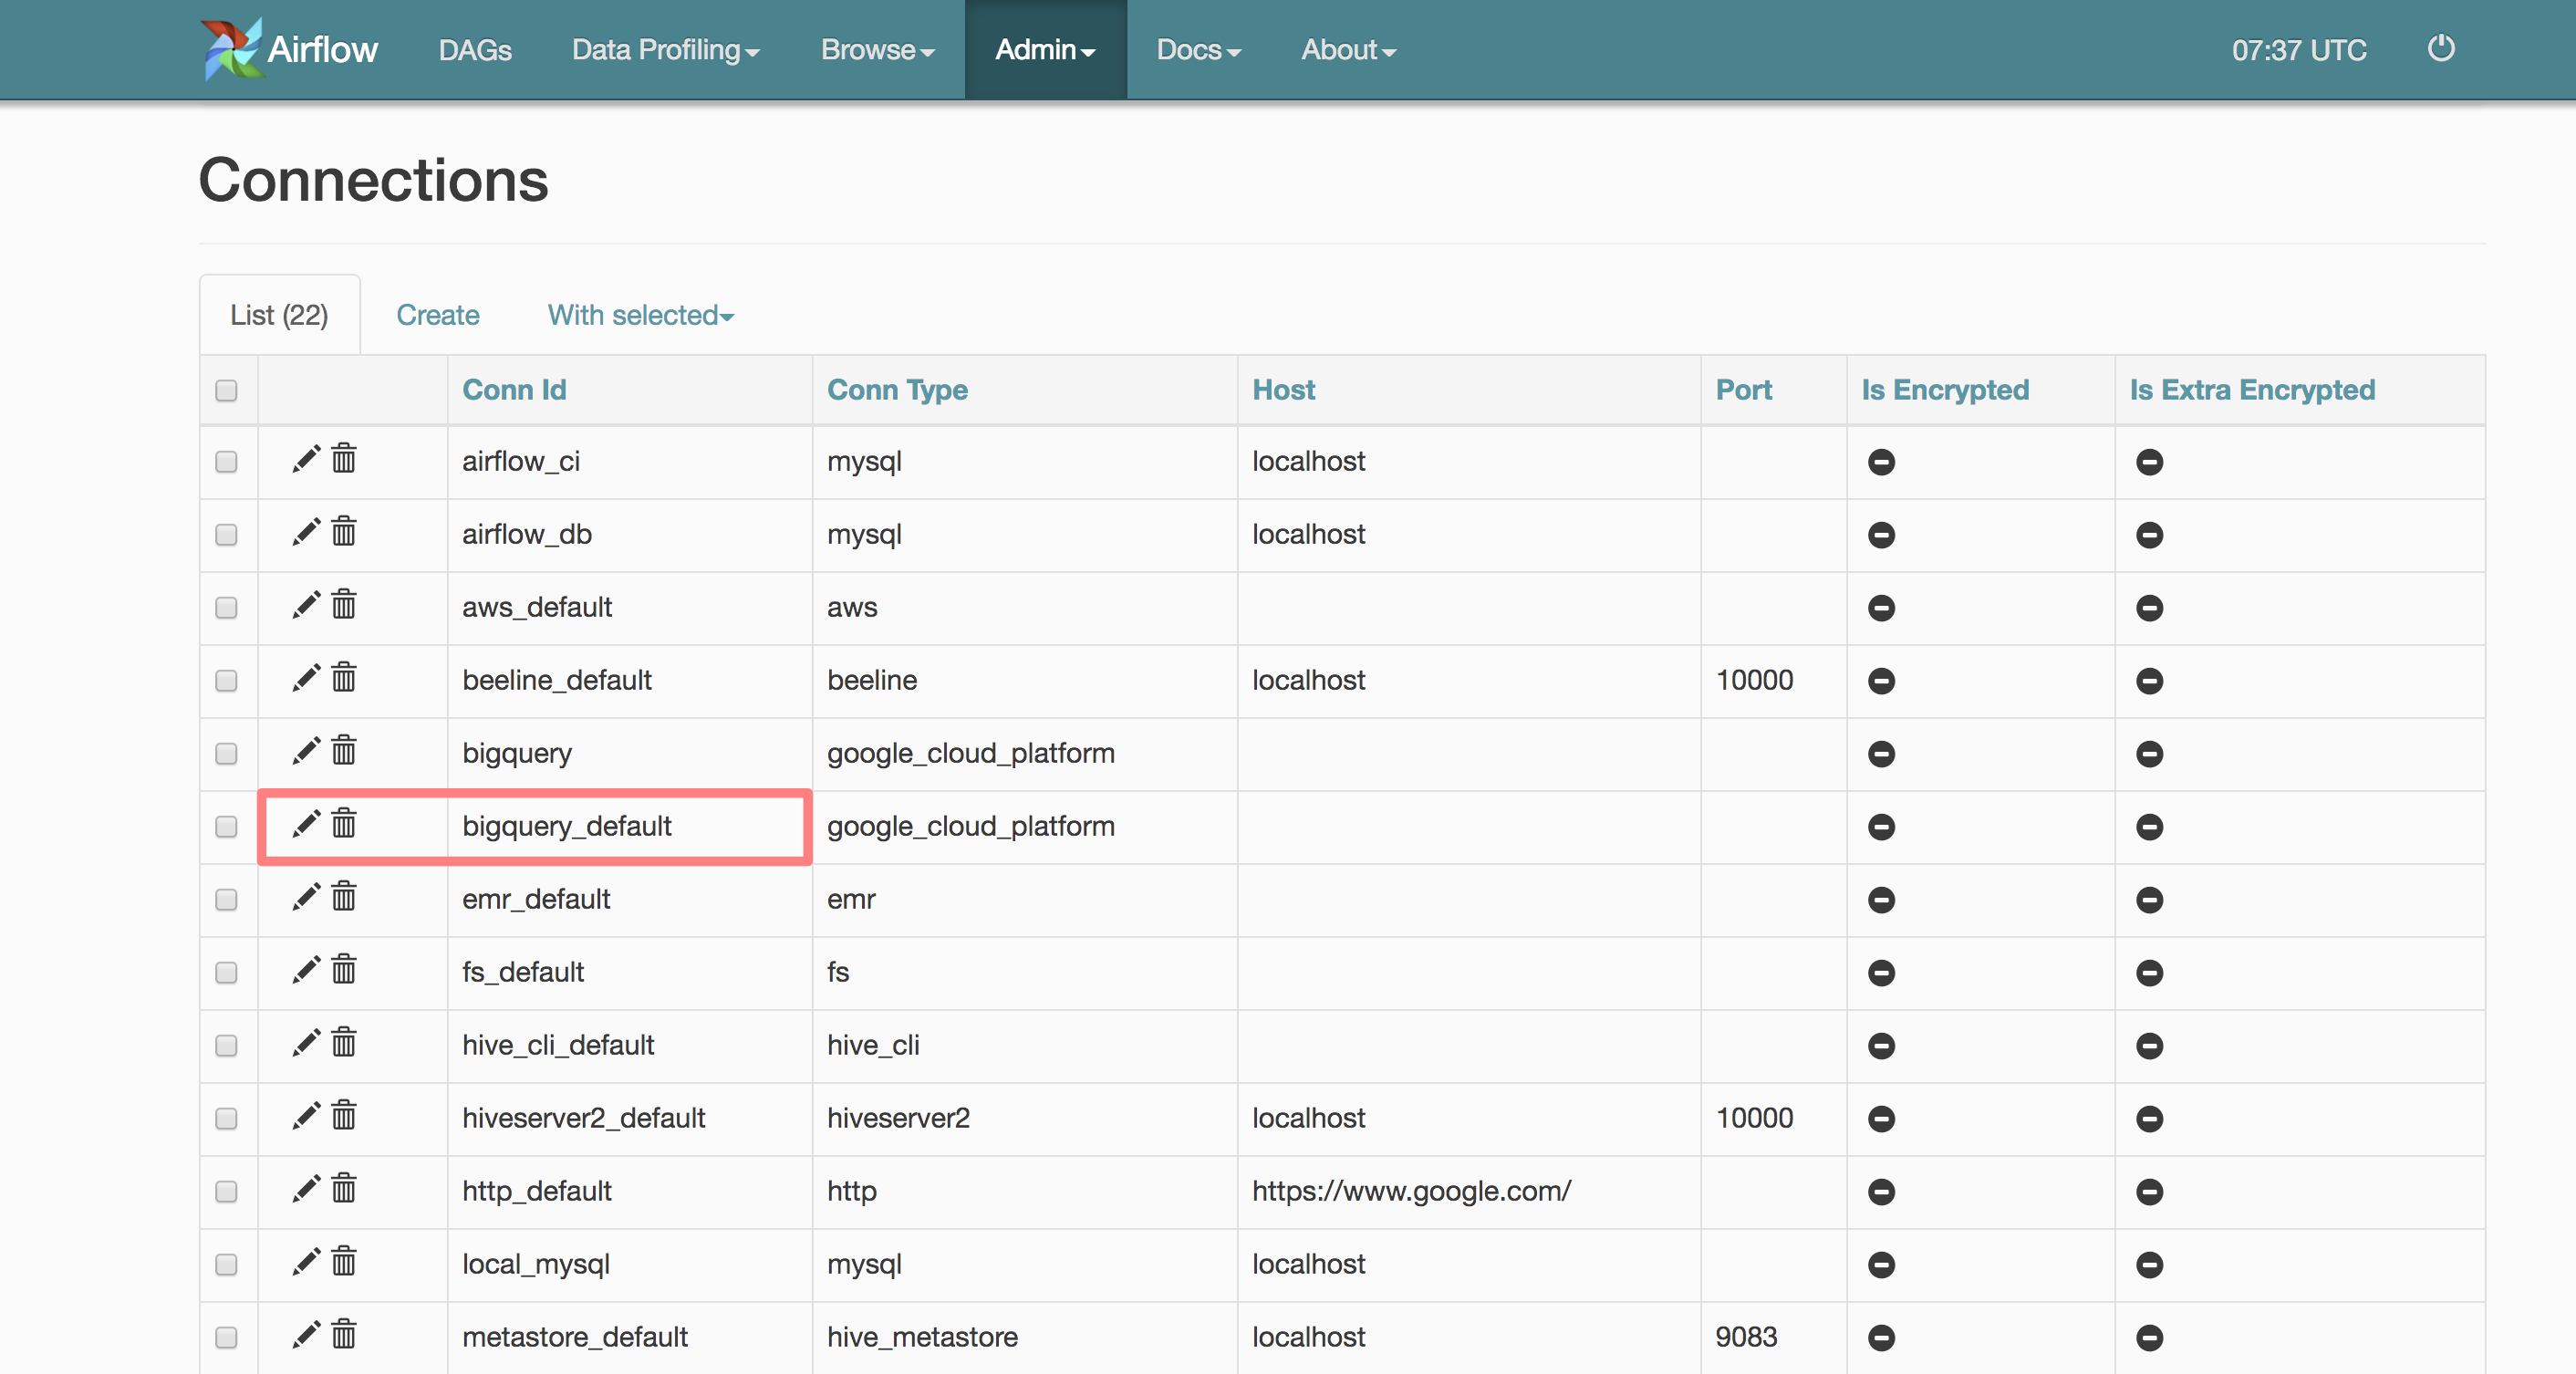 Airflow DAGs Data Profiling Browse Admin Docs About 07:37 UTC
Connections
List (22) Create With selected
Conn Id Conn Type Host Port Is Encrypted Is Extra Encrypted
airflow_ci mysql localhost
airflow_db mysql localhost
aws_default aws
beeline_default beeline localhost 10000
bigquery google_cloud_platform
bigquery_default google_cloud_platform
emr_default emr
fs_default fs
hive_cli_default hive_cli
hiveserver2_default hiveserver2 localhost 10000
http_default http https://www.google.com/
local_mysql mysql localhost
metastore_default hive_metastore localhost 9083